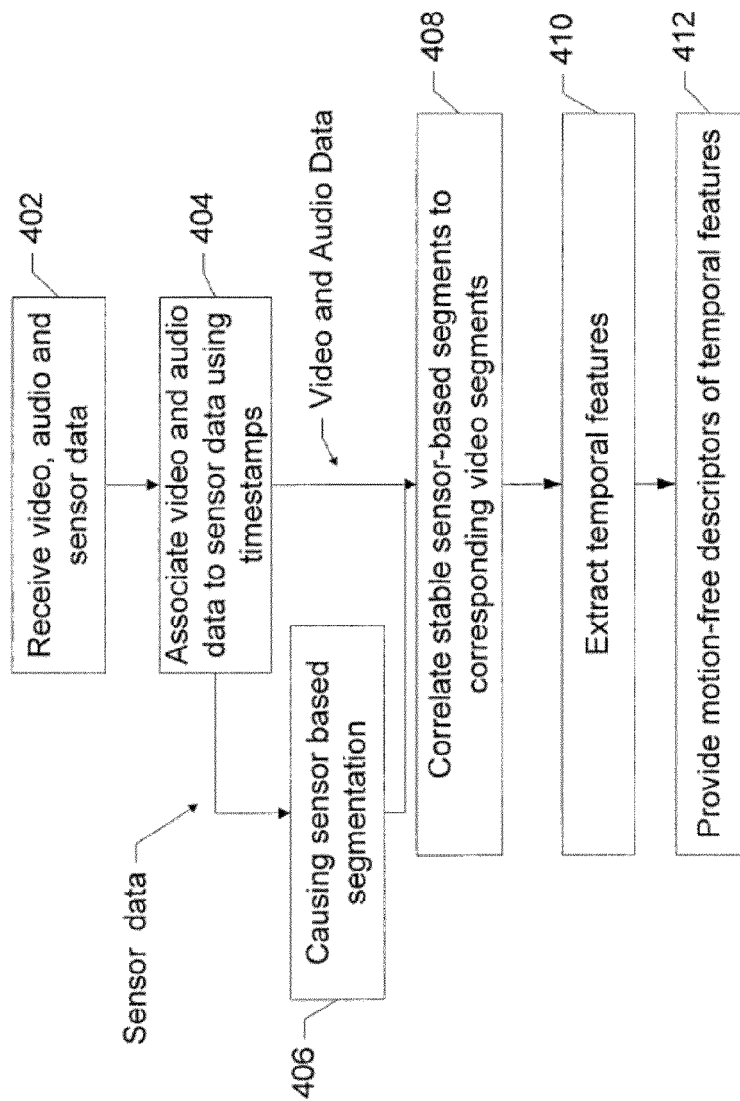 Receive video, audio and
sensor data
402
Associate video and audio
data to sensor data using
timestamps
404
Sensor data
Video and Audio Data
Causing sensor based
segmentation
406
Correlate stable sensor-based segments to
corresponding video segments
408
Extract temporal features
410
Provide motion-free descriptors of temporal features
412